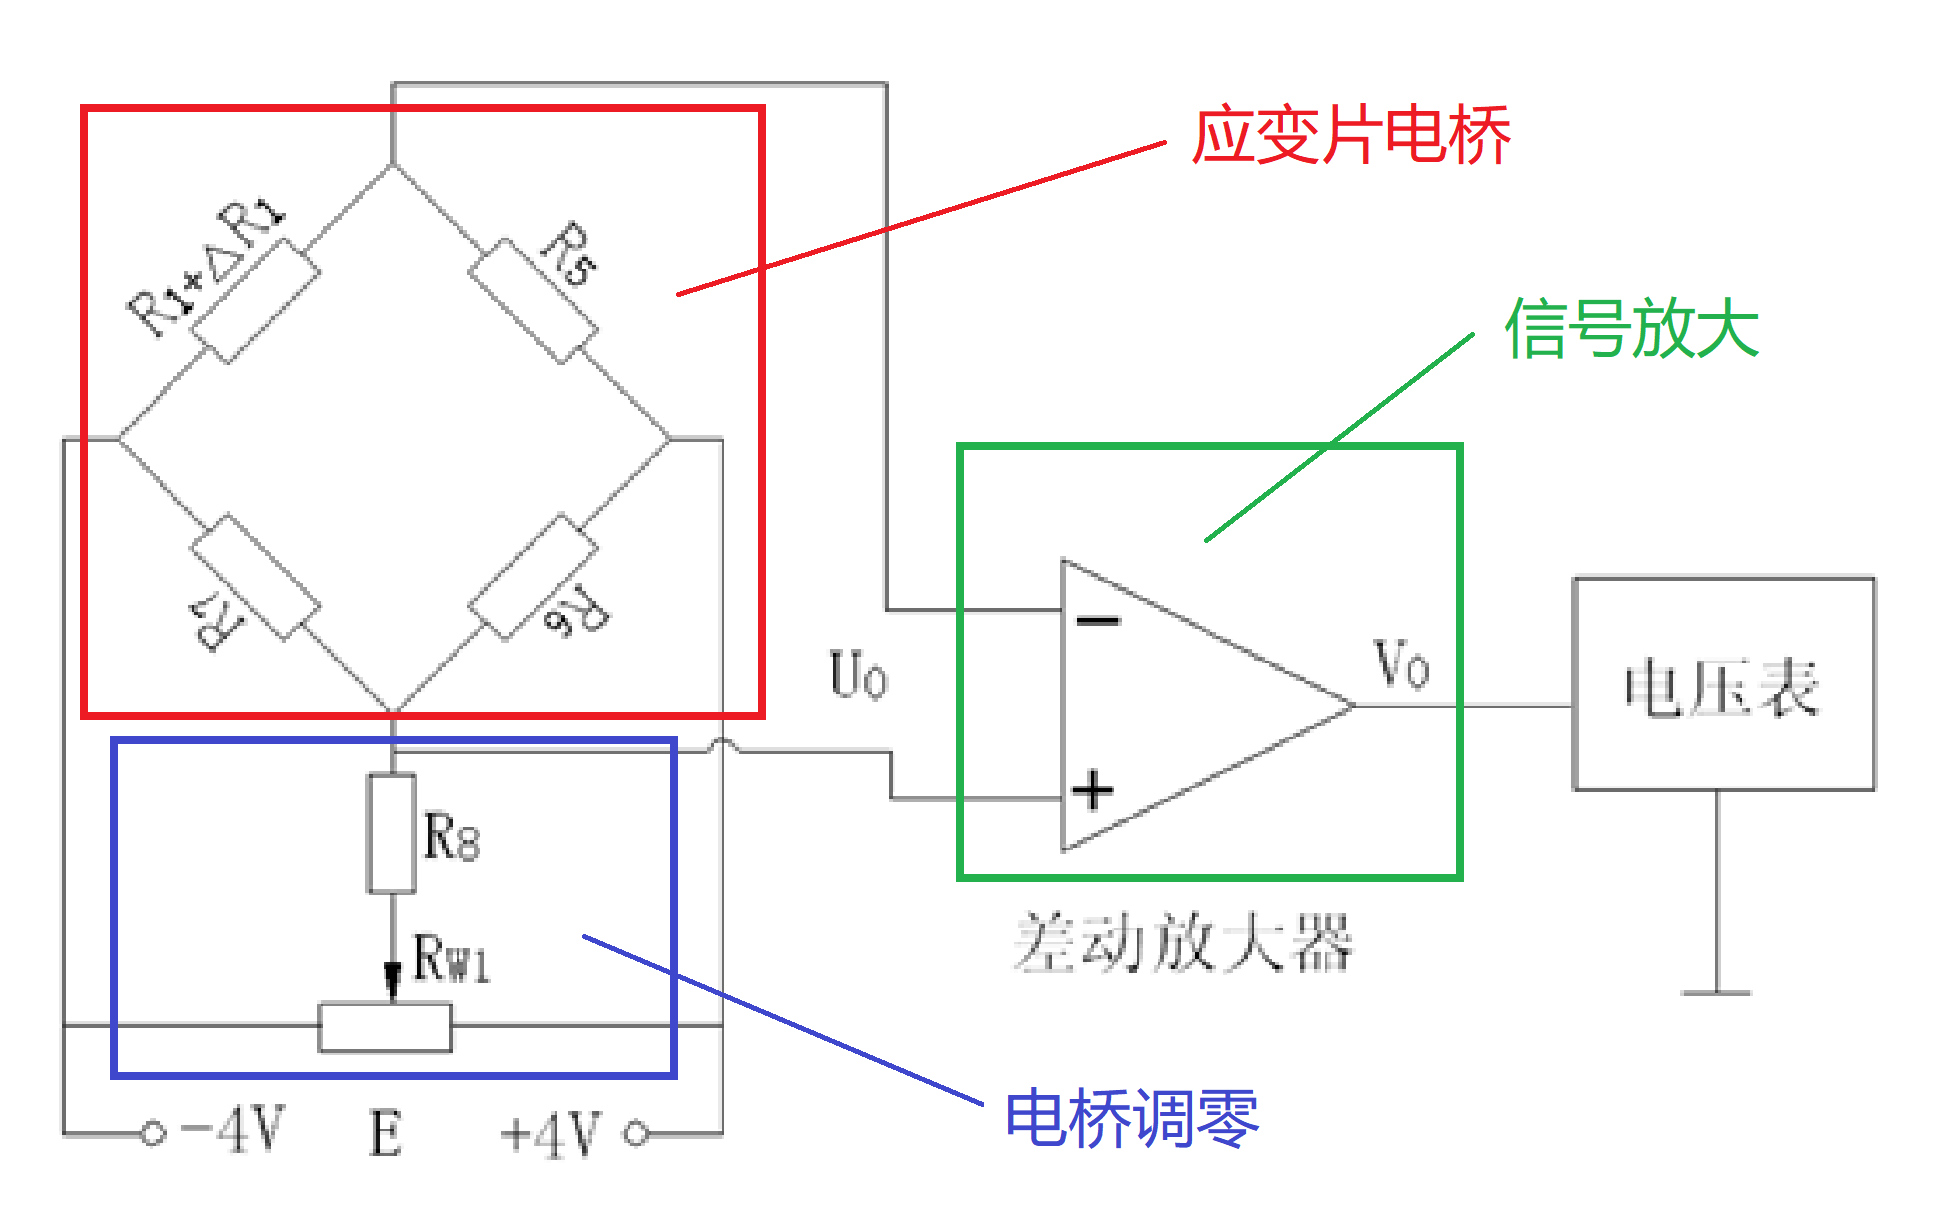 应变片电桥
R1+△R1
R5
信号放大
R7
R6
−
U0
V0
电压表
+
R8
差动放大器
RW1
电桥调零
-4V E +4V